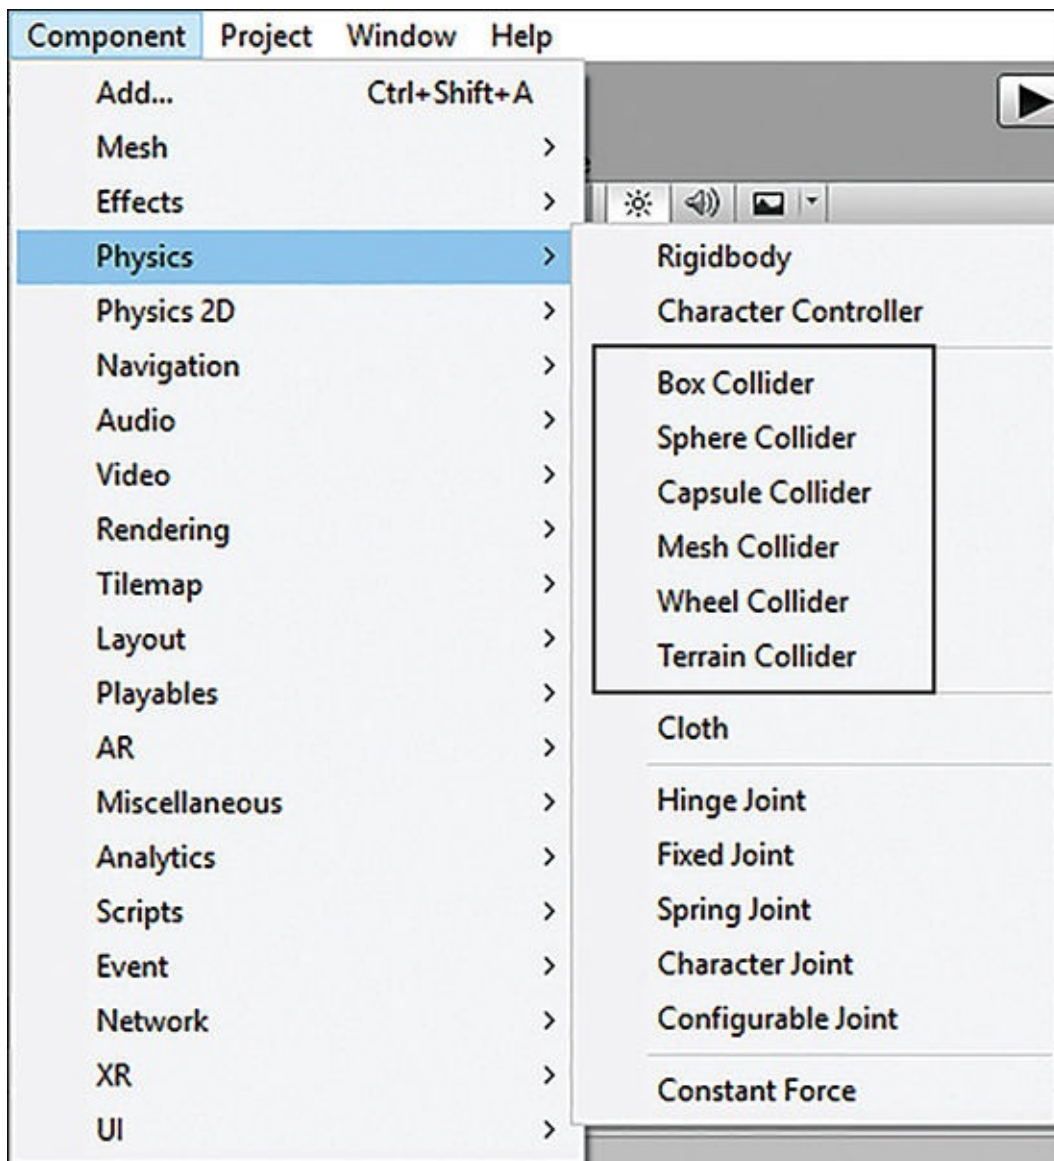 Component Project Window Help
Add... Ctrl+Shift+A
Mesh
Effects
Physics
Physics 2D
Navigation
Audio
Video
Rendering
Tilemap
Layout
Playables
AR
Miscellaneous
Analytics
Scripts
Event
Network
XR
UI
Rigidbody
Character Controller
Box Collider
Sphere Collider
Capsule Collider
Mesh Collider
Wheel Collider
Terrain Collider
Cloth
Hinge Joint
Fixed Joint
Spring Joint
Character Joint
Configurable Joint
Constant Force